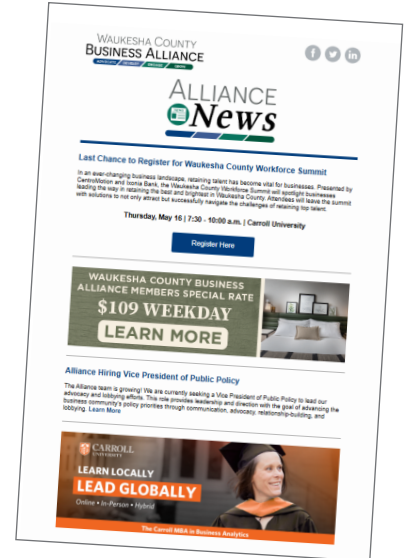 WAUKESHA COUNTY
BUSINESS ALLIANCE
ALLIANCE
News
Last Chance to Register for Waukesha County Workforce Summit
In an ever-changing business landscape, retaining talent has become vital for businesses. Presented by
CentroMotion and Ixonia Bank, the Waukesha County Workforce Summit will spotlight businesses
leading the way in retaining the best and brightest in Waukesha County. Attendees will leave the summit
with solutions to not only attract but successfully navigate the challenges of retaining top talent.
Thursday, May 16 | 7:30 - 10:00 a.m. | Carroll University
Register Here
WAUKESHA COUNTY BUSINESS
ALLIANCE MEMBERS SPECIAL RATE
$109 WEEKDAY
LEARN MORE
Alliance Hiring Vice President of Public Policy
The Alliance team is growing! We are currently seeking a Vice President of Public Policy to lead our
advocacy and lobbying efforts. This role provides leadership and direction with the goal of advancing the
business community's policy priorities through communication, advocacy, relationship-building, and
lobbying. Learn More
CARROLL
UNIVERSITY
LEARN LOCALLY
LEAD GLOBALLY
Online • In-Person • Hybrid
The Carroll MBA in Business Analytics